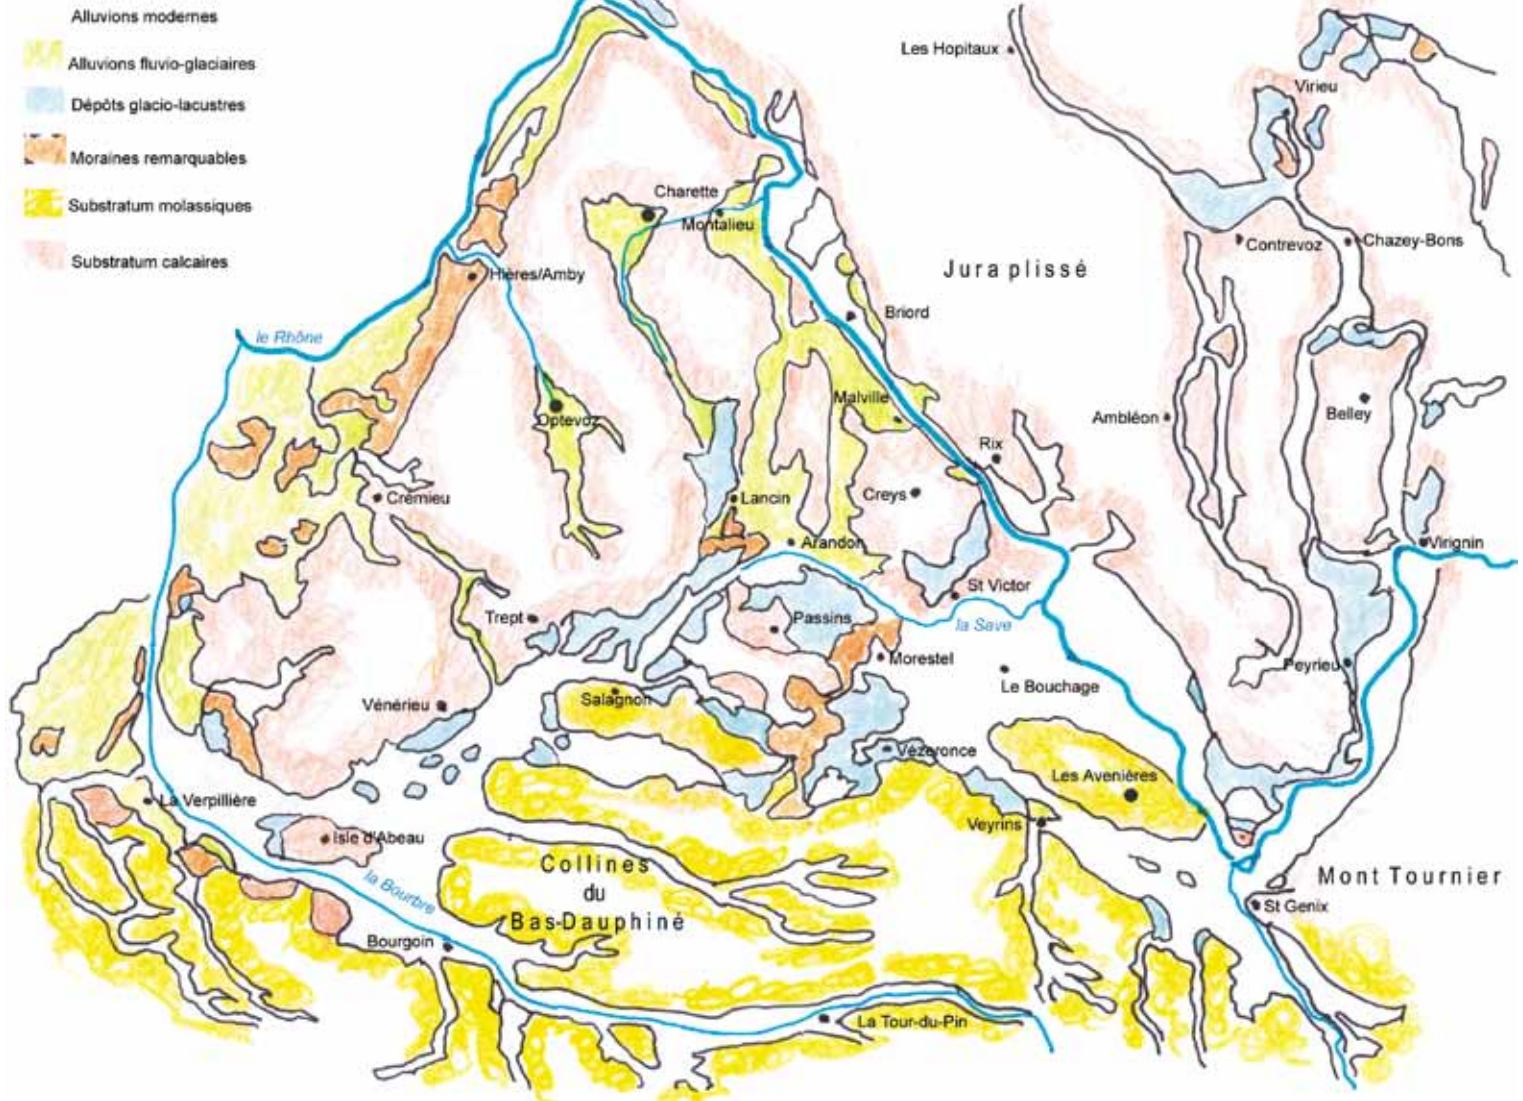 Alluvions modernes
Alluvions fluvio-glaciaires
Dépôts glacio-lacustres
Moraines remarquables
Substratum molassiques
Substratum calcaires
Les Hopitaux
Virieu
Charette
Montalieu
Contrevoz
Chazey-Bons
Jura plissé
Hières/Amby
Briord
le Rhône
Malville
Optevoz
Ambléon
Belley
Rix
Crémieu
Lancin
Creys
Arandon
Virignin
St Victor
Trept
Passins
la Save
Morestel
Peyrieu
Le Bouchage
Salagnon
Vénérieu
Vézeronce
Les Avenières
La Verpillière
Veyrins
Isle d'Abeau
Collines
du
Bas-Dauphiné
la Bourbre
Mont Tournier
St Genix
Bourgoin
La Tour-du-Pin